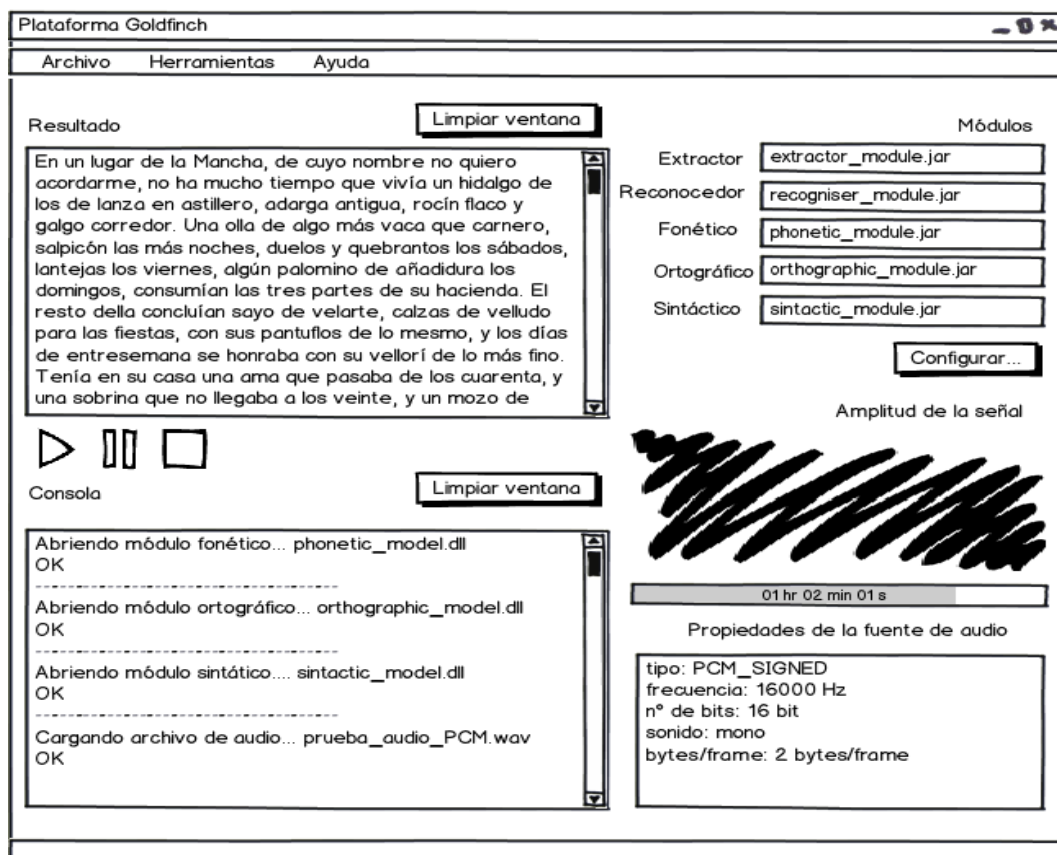 Plataforma Goldfinch
Archivo Herramientas Ayuda
Resultado
Limpiar ventana
En un lugar de la Mancha, de cuyo nombre no quiero
acordarme, no ha mucho tiempo que vivía un hidalgo de
los de lanza en astillero, adarga antigua, rocín flaco y
galgo corredor. Una olla de algo más vaca que carnero,
salpicón las más noches, duelos y quebrantos los sábados,
lantejas los viernes, algún palomino de añadidura los
domingos, consumían las tres partes de su hacienda. El
resto della concluían sayo de velarte, calzas de velludo
para las fiestas, con sus pantuflos de lo mesmo, y los días
de entresemana se honraba con su vellorí de lo más fino.
Tenía en su casa una ama que pasaba de los cuarenta, y
una sobrina que no llegaba a los veinte, y un mozo de
Consola
Limpiar ventana
Abriendo módulo fonético... phonetic_model.dll
OK
------------------------------------
Abriendo módulo ortográfico... orthographic_model.dll
OK
------------------------------------
Abriendo módulo sintático.... sintactic_model.dll
OK
------------------------------------
Cargando archivo de audio... prueba_audio_PCM.wav
OK
Módulos
Extractor extractor_module.jar
Reconocedor recogniser_module.jar
Fonético phonetic_module.jar
Ortográfico orthographic_module.jar
Sintáctico sintactic_module.jar
Configurar...
Amplitud de la señal
01 hr 02 min 01 s
Propiedades de la fuente de audio
tipo: PCM_SIGNED
frecuencia: 16000 Hz
n° de bits: 16 bit
sonido: mono
bytes/frame: 2 bytes/frame